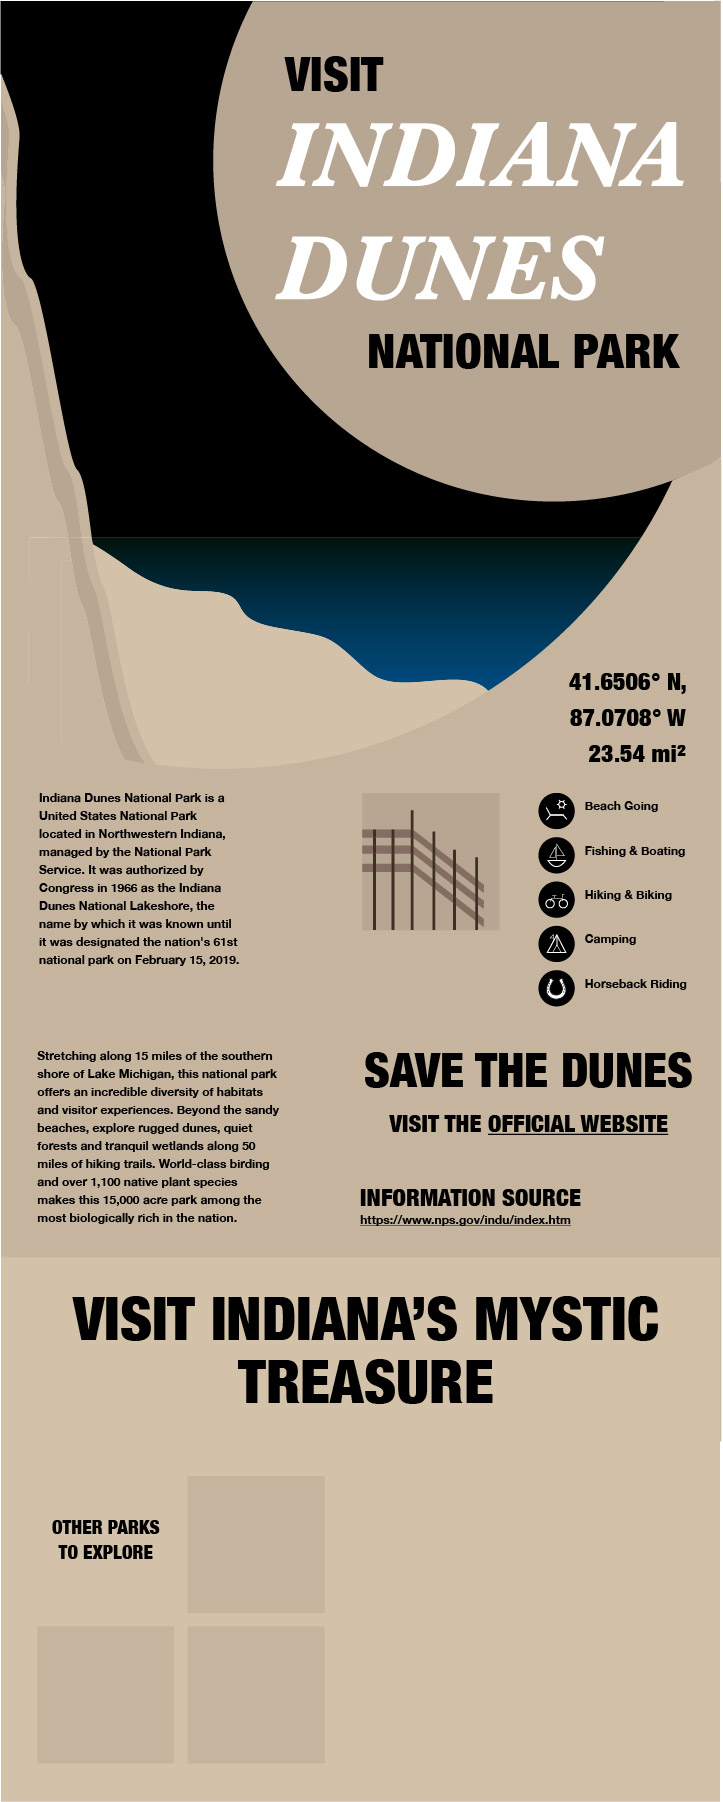 VISIT
INDIANA
DUNES
NATIONAL PARK
41.6506° N,
87.0708° W
23.54 mi²
Indiana Dunes National Park is a
United States National Park
located in Northwestern Indiana,
managed by the National Park
Service. It was authorized by
Congress in 1966 as the Indiana
Dunes National Lakeshore, the
name by which it was known until
it was designated the nation's 61st
national park on February 15, 2019.
Beach Going
Fishing & Boating
Hiking & Biking
Camping
Horseback Riding
Stretching along 15 miles of the southern
shore of Lake Michigan, this national park
offers an incredible diversity of habitats
and visitor experiences. Beyond the sandy
beaches, explore rugged dunes, quiet
forests and tranquil wetlands along 50
miles of hiking trails. World-class birding
and over 1,100 native plant species
makes this 15,000 acre park among the
most biologically rich in the nation.
SAVE THE DUNES
VISIT THE OFFICIAL WEBSITE
INFORMATION SOURCE
https://www.nps.gov/indu/index.htm
VISIT INDIANA’S MYSTIC
TREASURE
OTHER PARKS
TO EXPLORE